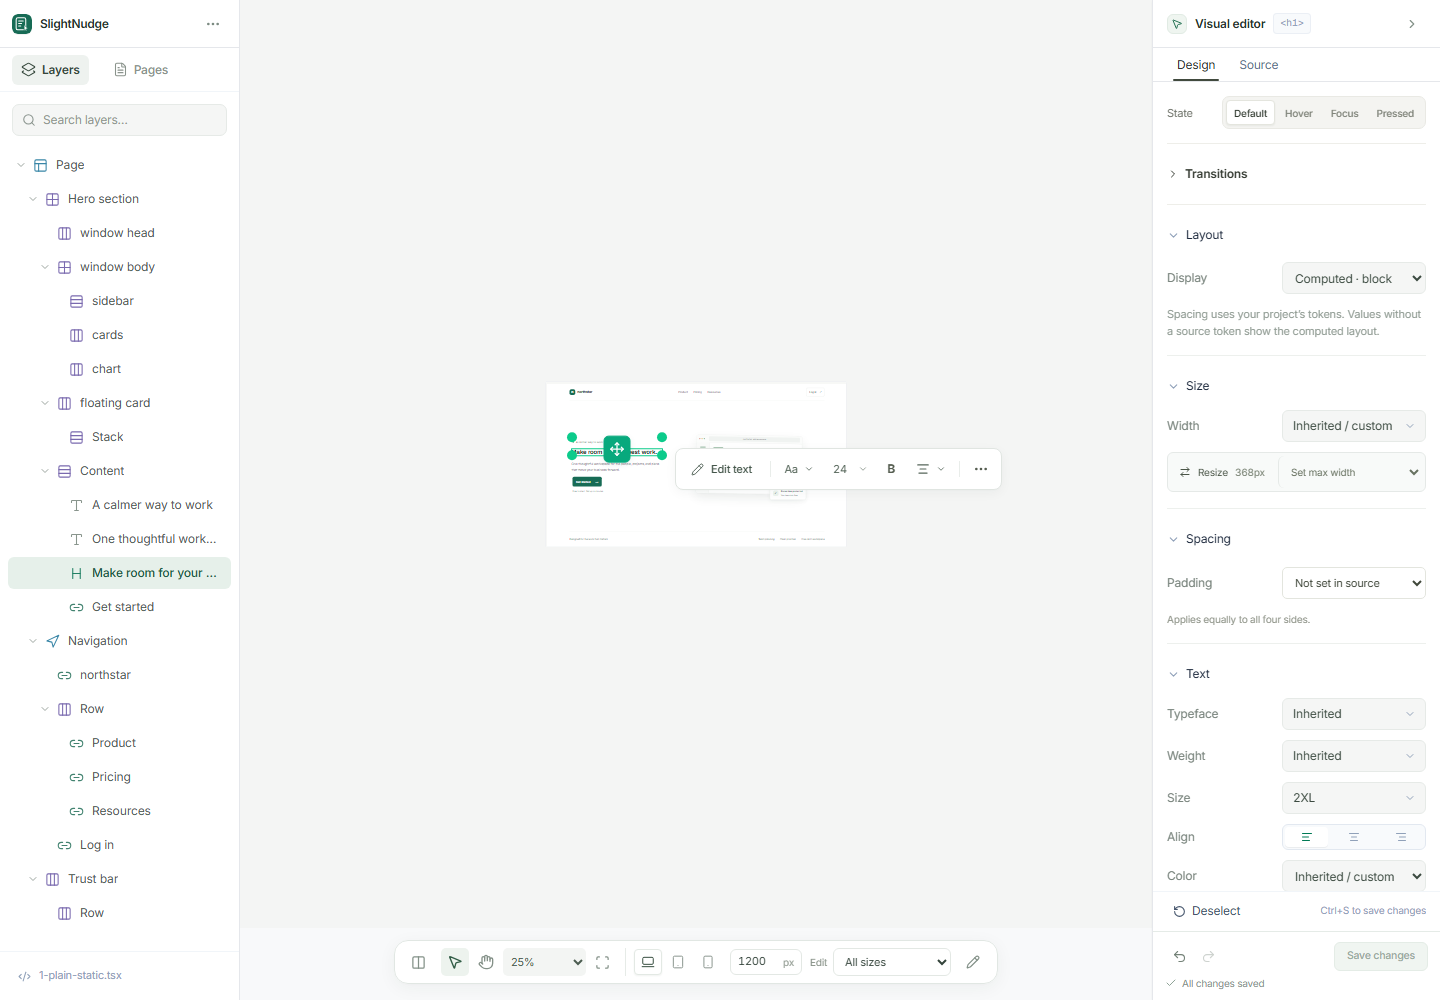 SlightNudge
Layers
Pages
Search layers...
Page
Hero section
window head
window body
sidebar
cards
chart
floating card
Stack
Content
A calmer way to work
One thoughtful work...
Make room for your ...
Get started
Navigation
northstar
Row
Product
Pricing
Resources
Log in
Trust bar
Row
1-plain-static.tsx
northstar
Product Pricing Resources
Edit text
Aa
24
B
25%
1200 px
Edit
All sizes
Visual editor
<h1>
Design
Source
State
Default
Hover
Focus
Pressed
Transitions
Layout
Display
Computed · block
Spacing uses your project's tokens. Values without
a source token show the computed layout.
Size
Width
Inherited / custom
Resize 368px
Set max width
Spacing
Padding
Not set in source
Applies equally to all four sides.
Text
Typeface
Inherited
Weight
Inherited
Size
2XL
Align
Color
Inherited / custom
Deselect
Ctrl+S to save changes
Save changes
All changes saved